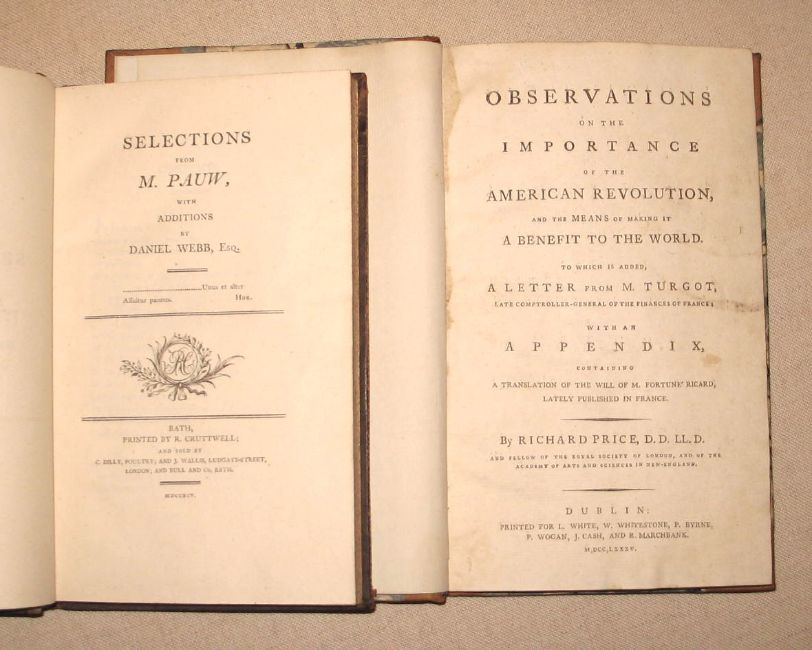 SELECTIONS
FROM
M. PAUW,
WITH
ADDITIONS
BY
DANIEL WEBB, Esq.
Unus et alter
Assuitur pannus. Hor.
BATH,
PRINTED BY R. CRUTTWELL;
AND SOLD BY
C. DILLY, POULTRY; AND J. WALLIS, LUDGATE-STREET,
LONDON; AND BULL AND Co, BATH.
MDCCXCV.
OBSERVATIONS
ON THE
IMPORTANCE
OF THE
AMERICAN REVOLUTION,
AND THE MEANS OF MAKING IT
A BENEFIT TO THE WORLD.
TO WHICH IS ADDED,
A LETTER FROM M. TURGOT,
LATE COMPTROLLER-GENERAL OF THE FINANCES OF FRANCE:
WITH AN
APPENDIX,
CONTAINING
A TRANSLATION OF THE WILL OF M. FORTUNE' RICARD,
LATELY PUBLISHED IN FRANCE.
By RICHARD PRICE, D.D. LL.D.
AND FELLOW OF THE ROYAL SOCIETY OF LONDON, AND OF THE
ACADEMY OF ARTS AND SCIENCES IN NEW-ENGLAND.
DUBLIN:
PRINTED FOR L. WHITE, W. WHITESTONE, P. BYRNE,
P. WOGAN, J. CASH, AND R. MARCHBANK.
M,DCC,LXXXV.